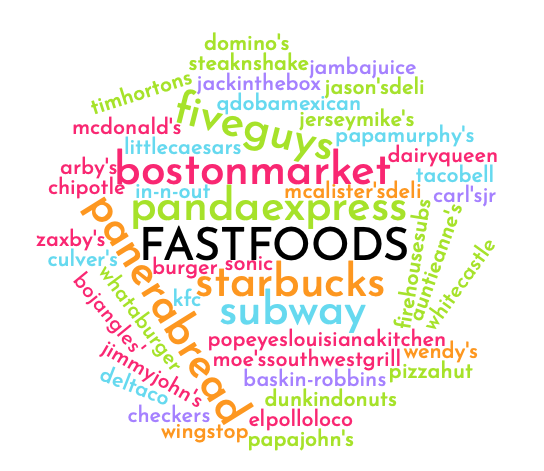 domino's
steaknshake
jambajuice
timhortons
jackinthebox
jason'sdeli
qdobamexican
fiveguys
jerseymike's
mcdonald's
papamurphy's
littlecaesars
dairyqueen
arby's
bostonmarket
tacobell
chipotle
in-n-out
mcalister'sdeli
carl'sjr
pandaexpress
panerabread
firehousesubs
auntieanne's
whitecastle
zaxby's
FASTFOODS
culver's
burger
sonic
whataburger
starbucks
bojangles'
kfc
subway
popeyeslouisianakitchen
jimmyjohn's
moe'ssouthwestgrill
wendy's
deltaco
baskin-robbins
pizzahut
dunkindonuts
checkers
elpolloloco
wingstop
papajohn's